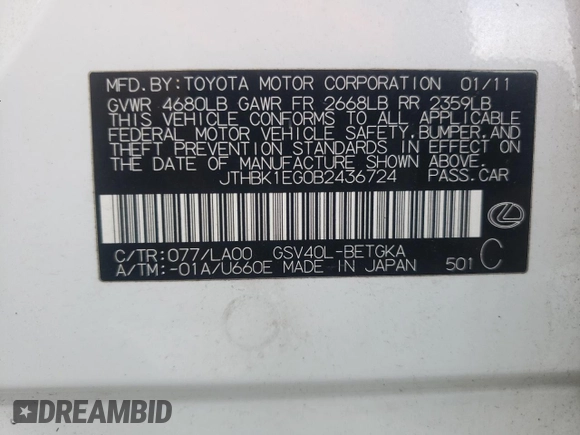 MFD.BY:TOYOTA MOTOR CORPORATION 01/11
GVWR 4680LB GAWR FR 2668LB RR 2359LB
THIS VEHICLE CONFORMS TO ALL APPLICABLE
FEDERAL MOTOR VEHICLE SAFETY,BUMPER,AND
THEFT PREVENTION STANDARDS IN EFFECT ON
THE DATE OF MANUFACTURE SHOWN ABOVE.
JTHBK1EG0B2436724 PASS.CAR
C/TR:077/LA00 GSV40L-BETGKA
A/TM:-01A/U660E MADE IN JAPAN 501 C
DREAMBID